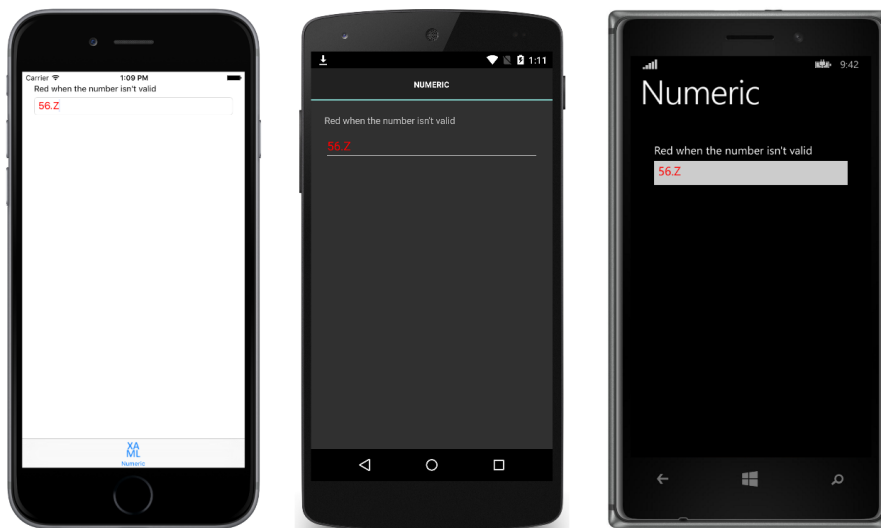 Carrier
1:09 PM
Red when the number isn't valid
56.Z
XA
ML
Numeric
1:11
NUMERIC
Red when the number isn't valid
56.Z
9:42
Numeric
Red when the number isn't valid
56.Z